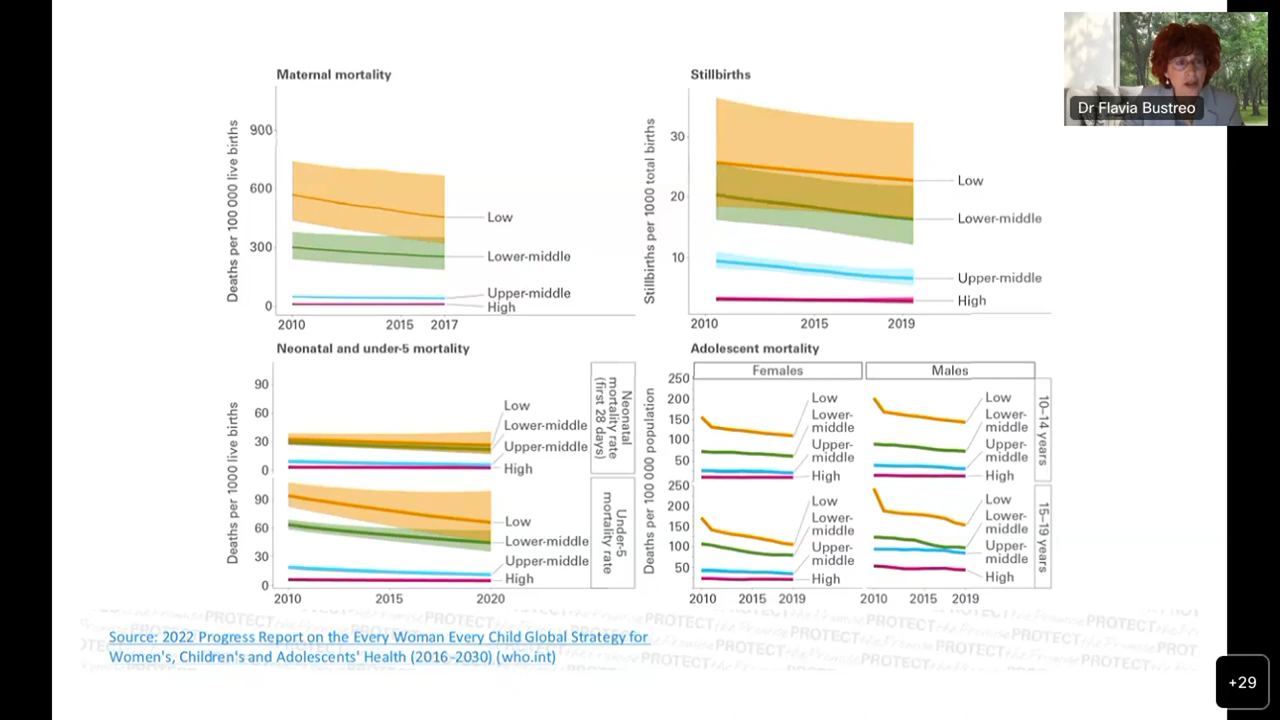 Maternal mortality
Deaths per 100 000 live births
900
600
300
0
2010
2015
2017
Low
Lower-middle
Upper-middle
High
Stillbirths
Stillbirths per 1000 total births
30
20
10
2010
2015
2019
Low
Lower-middle
Upper-middle
High
Dr Flavia Bustreo
Neonatal and under-5 mortality
Deaths per 1000 live births
90
60
30
0
Low
Lower-middle
Upper-middle
High
Neonatal
mortality rate
(first 28 days)
90
60
30
0
Low
Lower-middle
Upper-middle
High
Under-5
mortality rate
2010
2015
2020
Adolescent mortality
Females
Males
Deaths per 100 000 population
250
200
150
100
50
Low
Lower-
middle
Upper-
middle
High
Low
Lower-
middle
Upper-
middle
High
10–14 years
250
200
150
100
50
Low
Lower-
middle
Upper-
middle
High
Low
Lower-
middle
Upper-
middle
High
15–19 years
2010
2015
2019
2010
2015
2019
Source: 2022 Progress Report on the Every Woman Every Child Global Strategy for
Women's, Children's and Adolescents' Health (2016-2030) (who.int)
+29